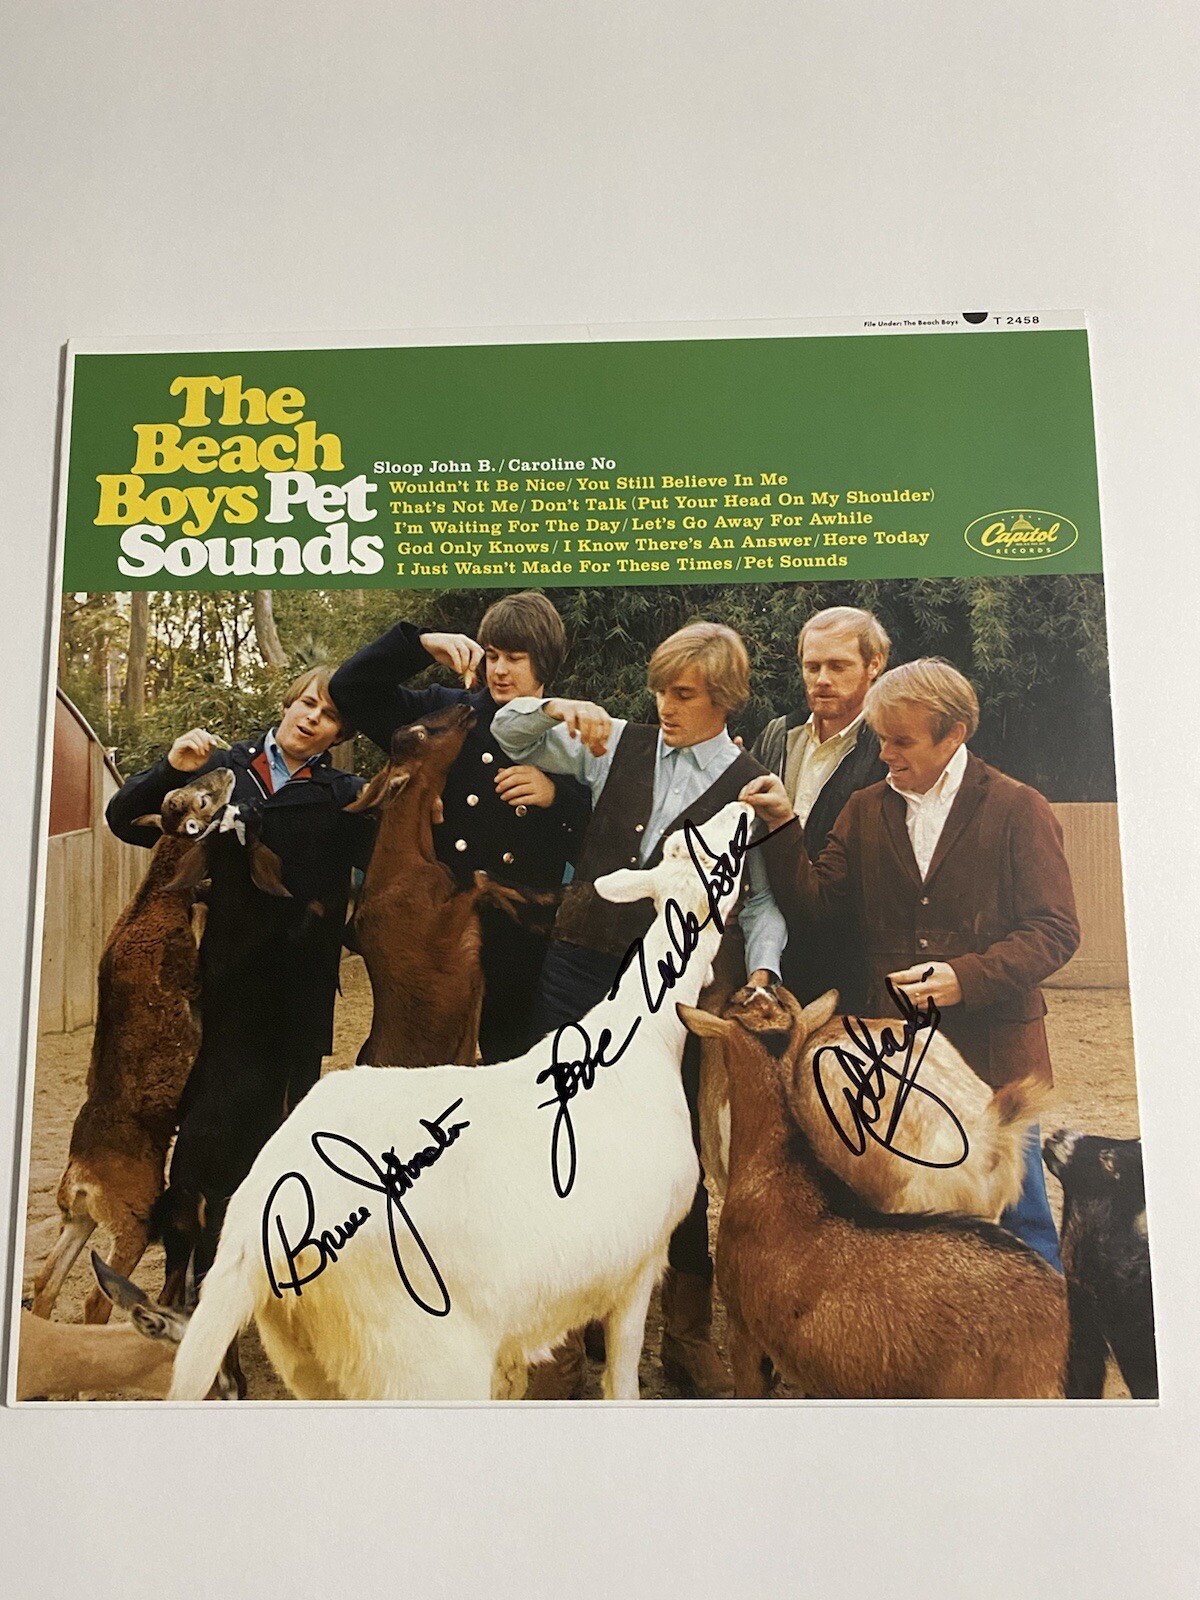 File Under: The Beach Boys T 2458
The
Beach
Boys Pet
Sounds
Sloop John B. / Caroline No
Wouldn't It Be Nice / You Still Believe In Me
That's Not Me / Don't Talk (Put Your Head On My Shoulder)
I'm Waiting For The Day / Let's Go Away For Awhile
God Only Knows / I Know There's An Answer / Here Today
I Just Wasn't Made For These Times / Pet Sounds
Capitol
RECORDS
Bruce Johnston